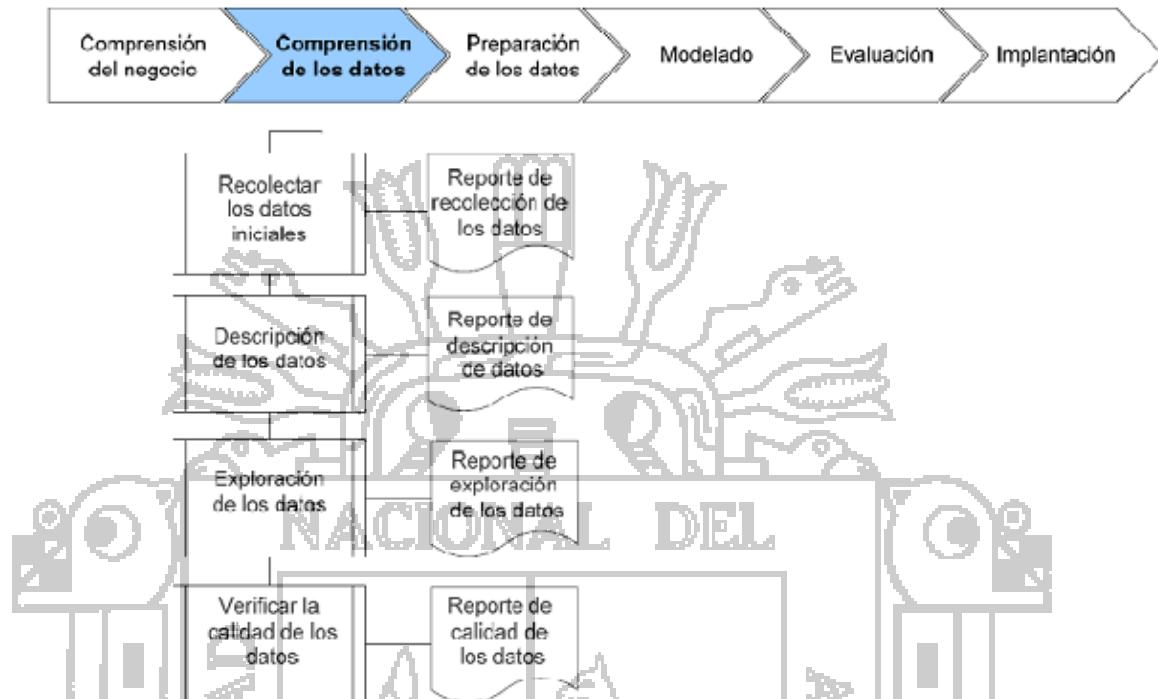 Comprensión
del negocio
Comprensión
de los datos
Preparación
de los datos
Modelado
Evaluación
Implantación
Recolectar
los datos
iniciales
Reporte de
recclección de
los datos
Descripción
de los datos
Reporte de
descripción
de datos
Exploración
de los datos
Reporte de
exploración
de los datos
NACIONAL DEL
Verificar la
calidad de los
datos
Reporte de
calidad de
los datos